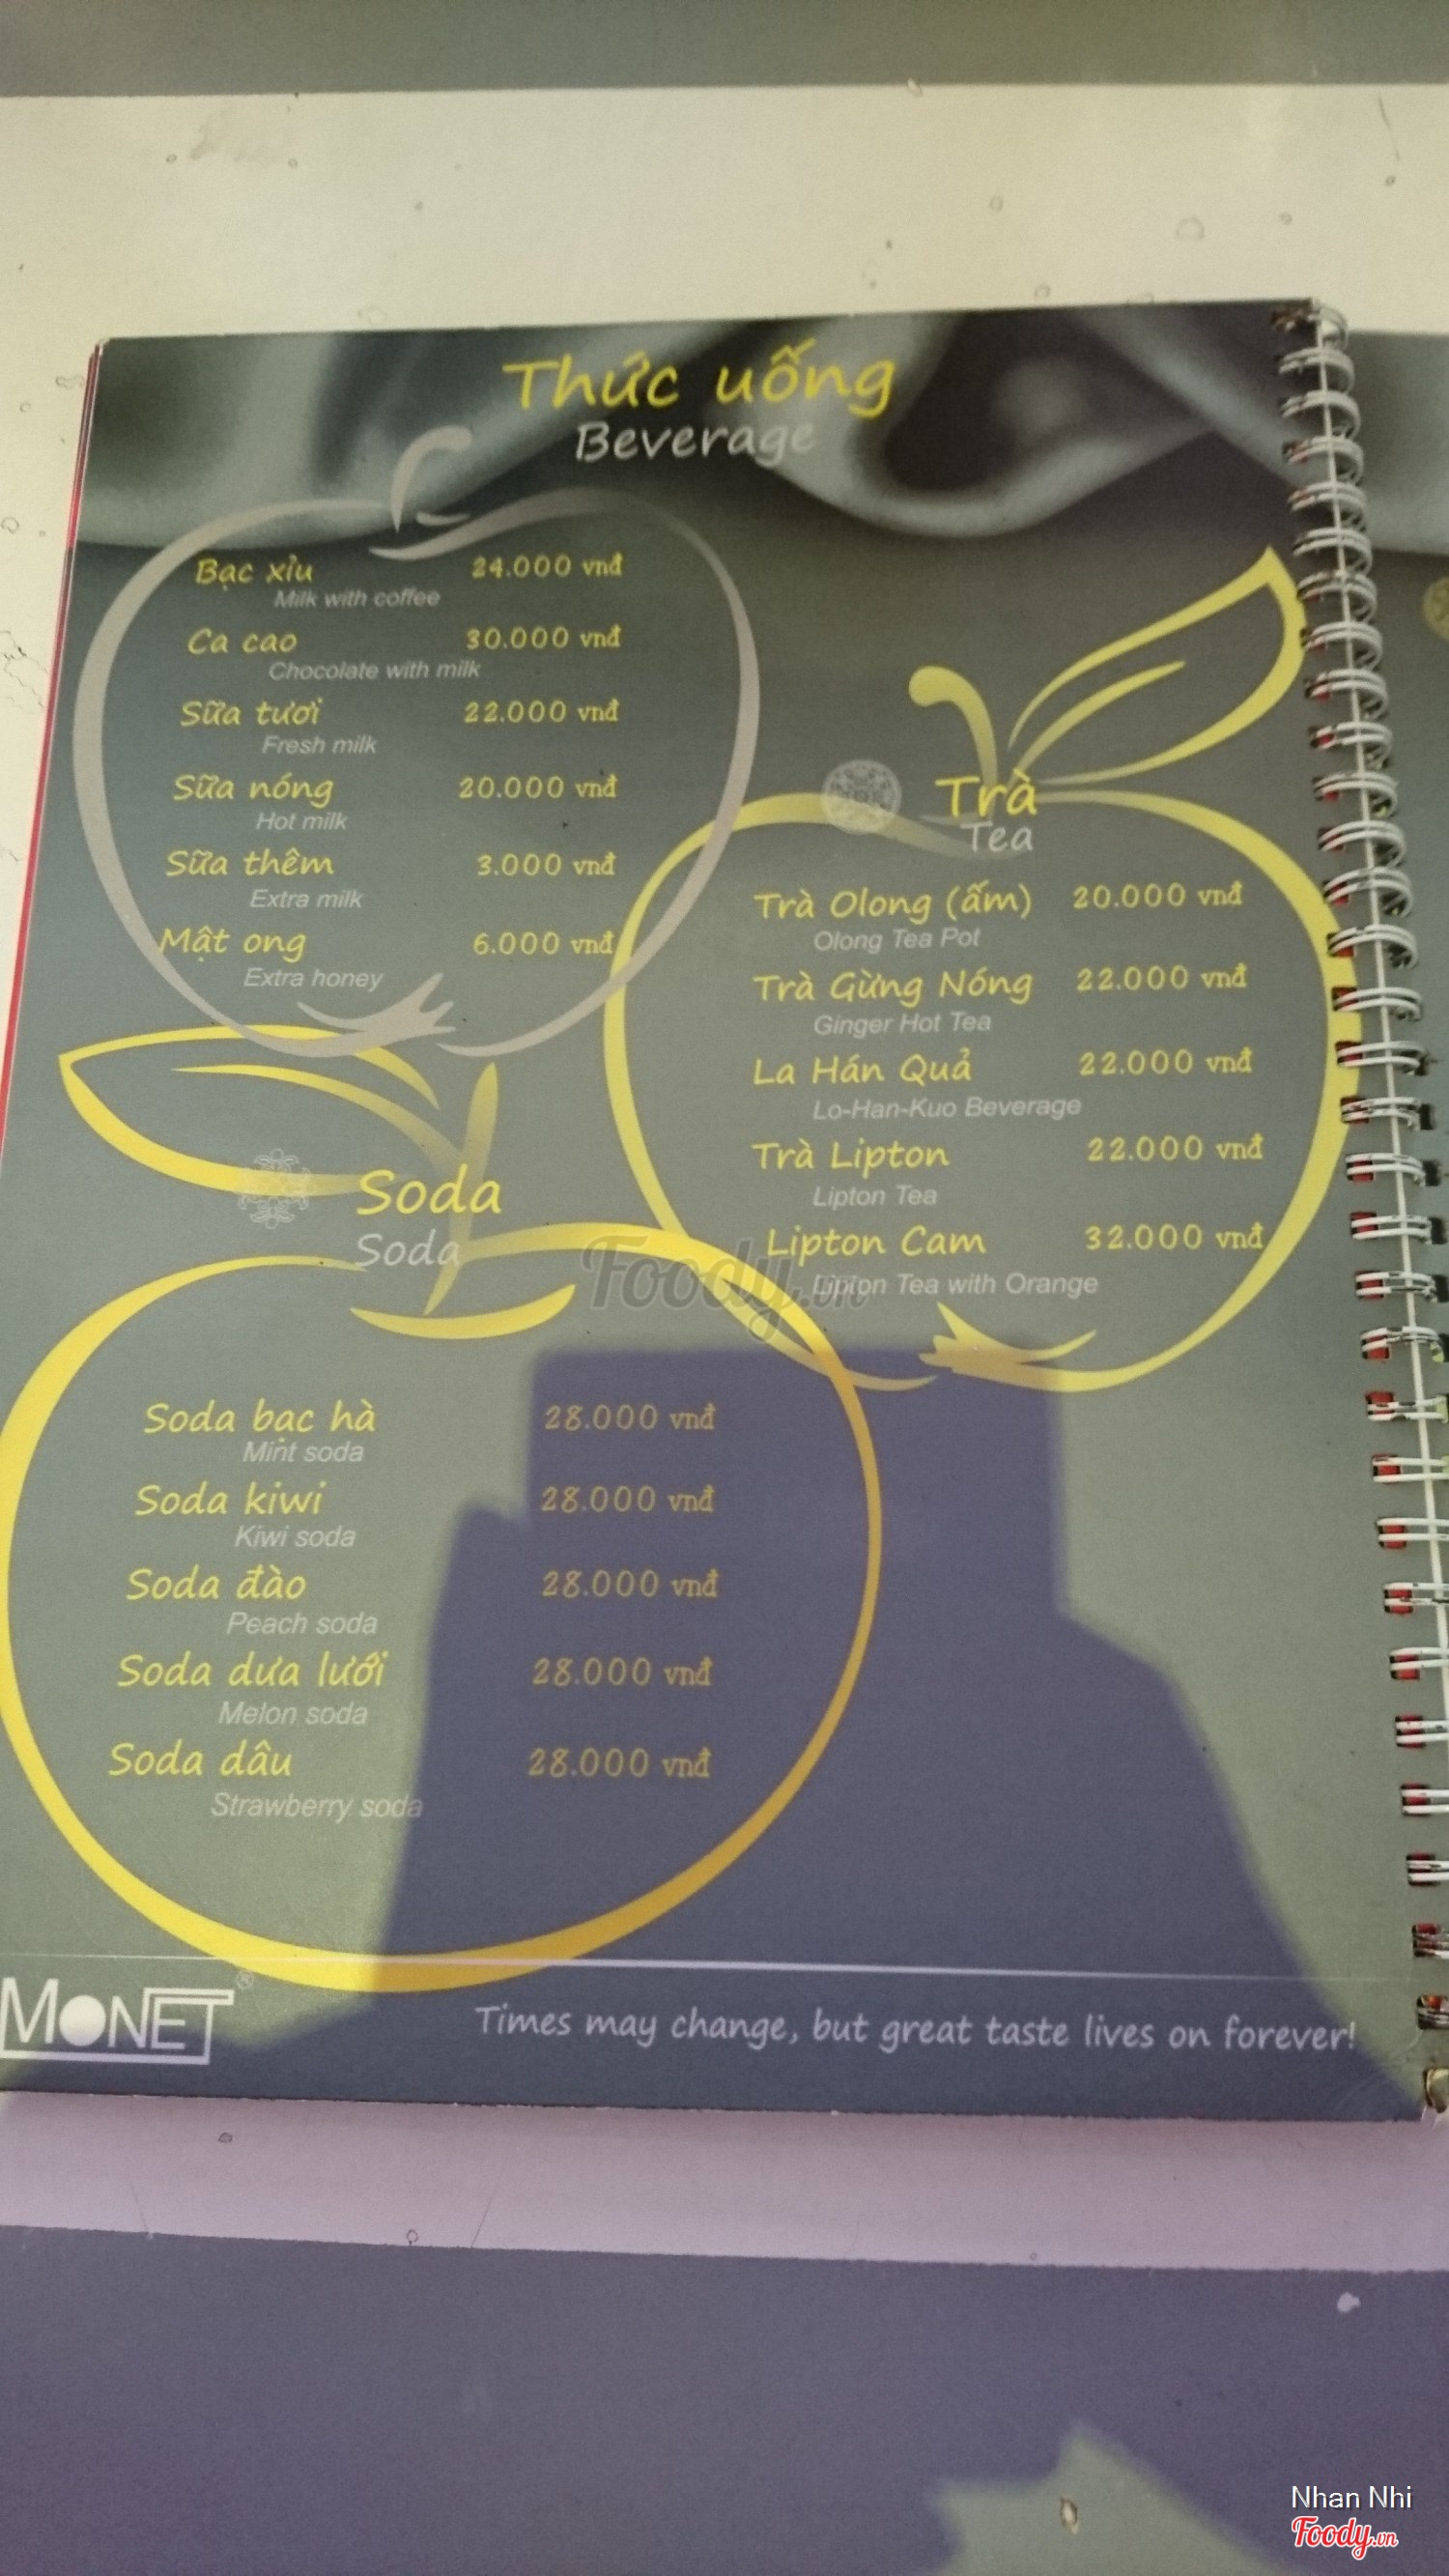 Thức uống
Beverage
Bạc xỉu 24.000 vnđ
Milk with coffee
Ca cao 30.000 vnđ
Chocolate with milk
Sữa tươi 22.000 vnđ
Fresh milk
Sữa nóng 20.000 vnđ
Hot milk
Sữa thêm 3.000 vnđ
Extra milk
Mật ong 6.000 vnđ
Extra honey
Trà
Tea
Trà Olong (ấm) 20.000 vnđ
Olong Tea Pot
Trà Gừng Nóng 22.000 vnđ
Ginger Hot Tea
La Hán Quả 22.000 vnđ
Lo-Han-Kuo Beverage
Trà Lipton 22.000 vnđ
Lipton Tea
Lipton Cam 32.000 vnđ
Lipton Tea with Orange
Soda
Soda
Foody.vn
Soda bạc hà 28.000 vnđ
Mint soda
Soda kiwi 28.000 vnđ
Kiwi soda
Soda đào 28.000 vnđ
Peach soda
Soda dưa lưới 28.000 vnđ
Melon soda
Soda dâu 28.000 vnđ
Strawberry soda
MONET ®
Times may change, but great taste lives on forever!
Nhan Nhi
Foody.vn